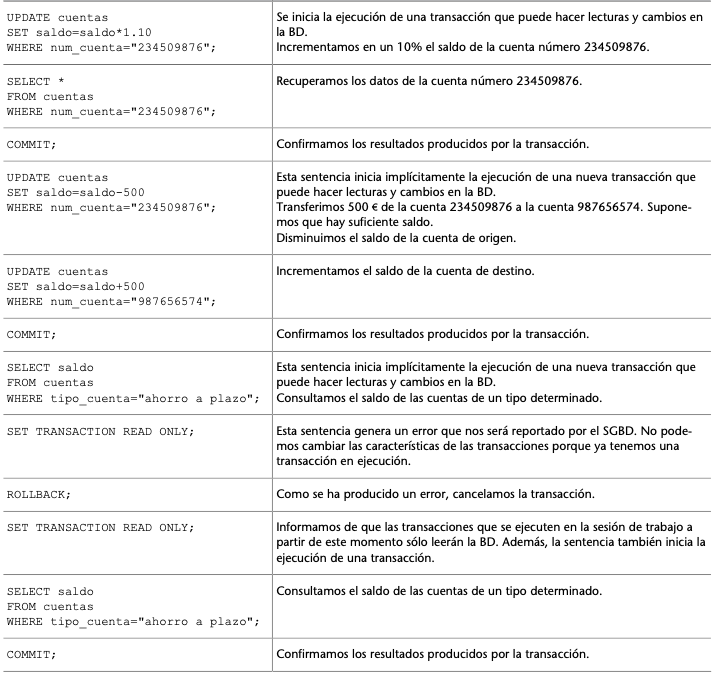 UPDATE cuentas
SET saldo=saldo*1.10
WHERE num_cuenta="234509876";
Se inicia la ejecución de una transacción que puede hacer lecturas y cambios en
la BD.
Incrementamos en un 10% el saldo de la cuenta número 234509876.
SELECT *
FROM cuentas
WHERE num_cuenta="234509876";
Recuperamos los datos de la cuenta número 234509876.
COMMIT;
Confirmamos los resultados producidos por la transacción.
UPDATE cuentas
SET saldo=saldo-500
WHERE num_cuenta="234509876";
Esta sentencia inicia implícitamente la ejecución de una nueva transacción que
puede hacer lecturas y cambios en la BD.
Transferimos 500 € de la cuenta 234509876 a la cuenta 987656574. Supone-
mos que hay suficiente saldo.
Disminuimos el saldo de la cuenta de origen.
UPDATE cuentas
SET saldo=saldo+500
WHERE num_cuenta="987656574";
Incrementamos el saldo de la cuenta de destino.
COMMIT;
Confirmamos los resultados producidos por la transacción.
SELECT saldo
FROM cuentas
WHERE tipo_cuenta="ahorro a plazo";
Esta sentencia inicia implícitamente la ejecución de una nueva transacción que
puede hacer lecturas y cambios en la BD.
Consultamos el saldo de las cuentas de un tipo determinado.
SET TRANSACTION READ ONLY;
Esta sentencia genera un error que nos será reportado por el SGBD. No pode-
mos cambiar las características de las transacciones porque ya tenemos una
transacción en ejecución.
ROLLBACK;
Como se ha producido un error, cancelamos la transacción.
SET TRANSACTION READ ONLY;
Informamos de que las transacciones que se ejecuten en la sesión de trabajo a
partir de este momento sólo leerán la BD. Además, la sentencia también inicia la
ejecución de una transacción.
SELECT saldo
FROM cuentas
WHERE tipo_cuenta="ahorro a plazo";
Consultamos el saldo de las cuentas de un tipo determinado.
COMMIT;
Confirmamos los resultados producidos por la transacción.